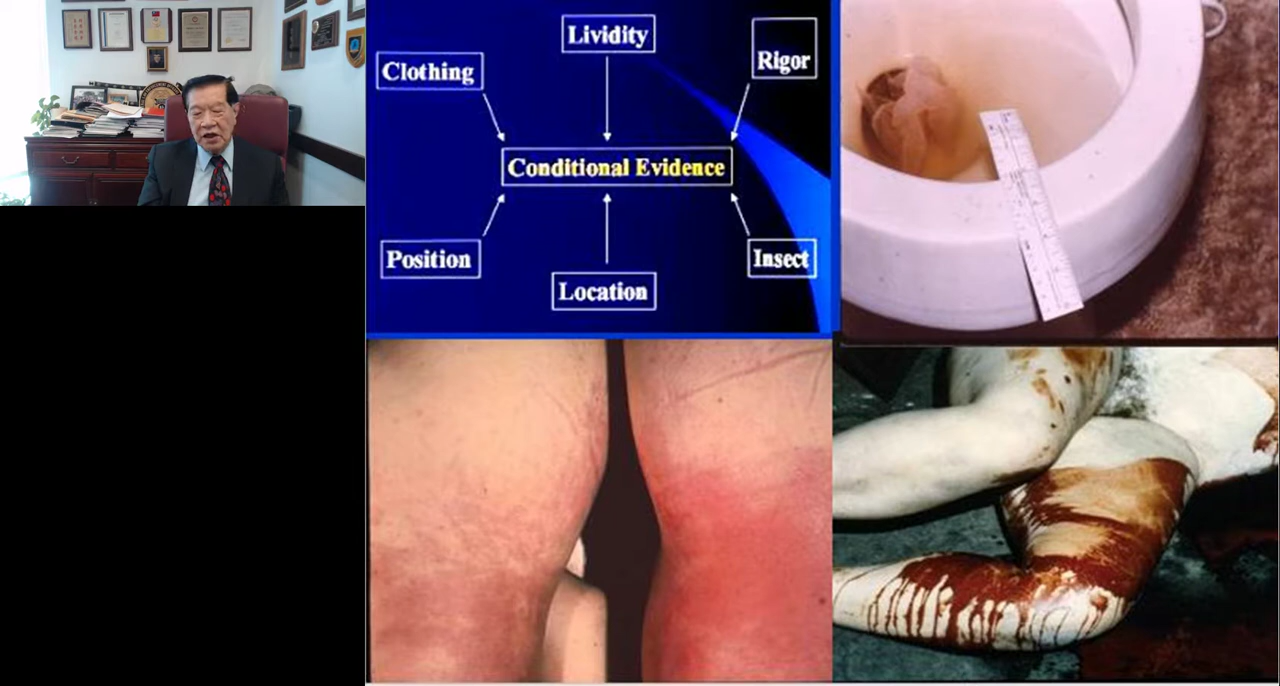 Lividity
Clothing
Rigor
Conditional Evidence
Position
Insect
Location